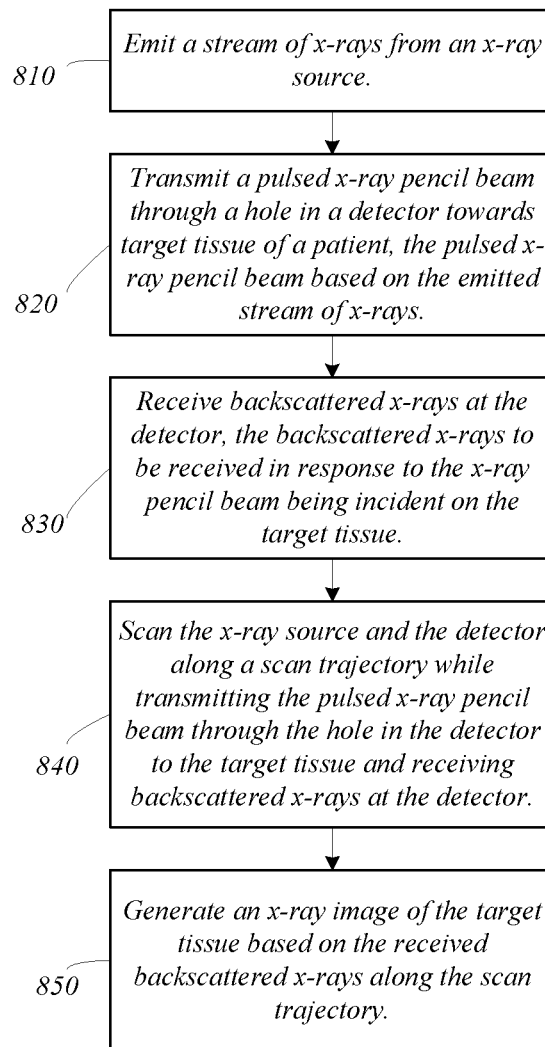 810
Emit a stream of x-rays from an x-ray
source.
820
Transmit a pulsed x-ray pencil beam
through a hole in a detector towards
target tissue of a patient, the pulsed x-
ray pencil beam based on the emitted
stream of x-rays.
830
Receive backscattered x-rays at the
detector, the backscattered x-rays to
be received in response to the x-ray
pencil beam being incident on the
target tissue.
840
Scan the x-ray source and the detector
along a scan trajectory while
transmitting the pulsed x-ray pencil
beam through the hole in the detector
to the target tissue and receiving
backscattered x-rays at the detector.
850
Generate an x-ray image of the target
tissue based on the received
backscattered x-rays along the scan
trajectory.